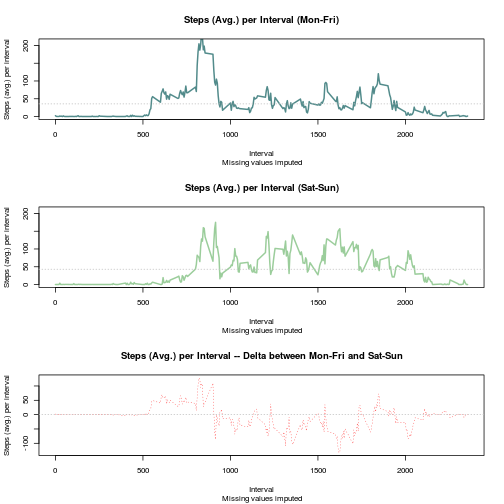 Steps (Avg.) per Interval (Mon-Fri)
Steps (avg.) per interval
200
100
50
0
0
500
1000
1500
2000
Interval
Missing values imputed
Steps (Avg.) per Interval (Sat-Sun)
Steps (avg.) per interval
200
150
100
50
0
0
500
1000
1500
2000
Interval
Missing values imputed
Steps (Avg.) per Interval -- Delta between Mon-Fri and Sat-Sun
Steps (avg.) per interval
50
0
-100
0
500
1000
1500
2000
Interval
Missing values imputed